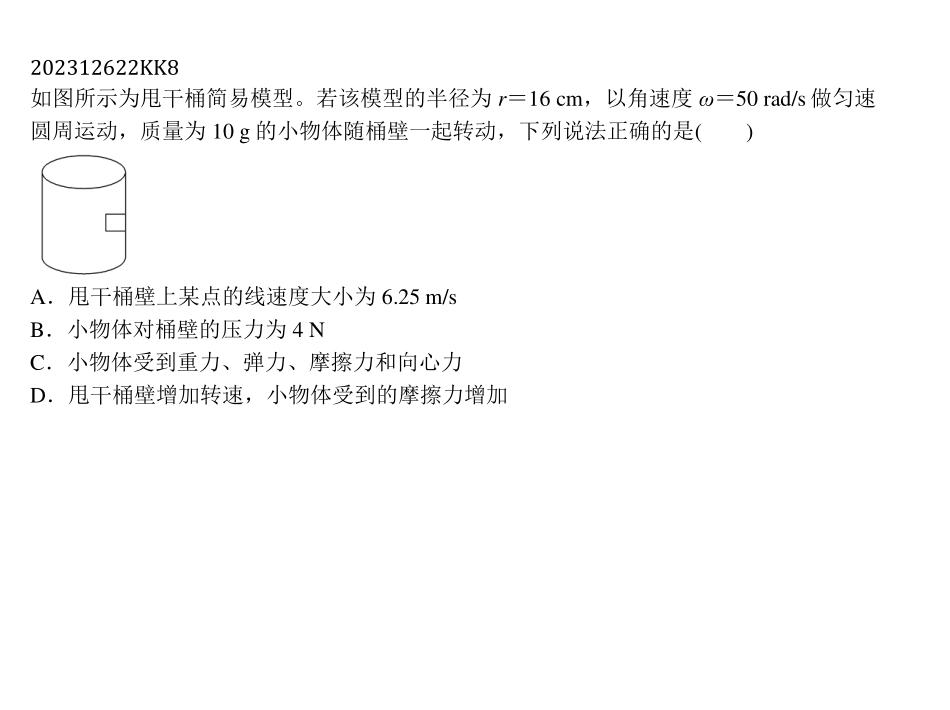 202312622KK8
如图所示为甩干桶简易模型。若该模型的半径为 r＝16 cm，以角速度 ω＝50 rad/s 做匀速
圆周运动，质量为 10 g 的小物体随桶壁一起转动，下列说法正确的是(　　)
A．甩干桶壁上某点的线速度大小为 6.25 m/s
B．小物体对桶壁的压力为 4 N
C．小物体受到重力、弹力、摩擦力和向心力
D．甩干桶壁增加转速，小物体受到的摩擦力增加